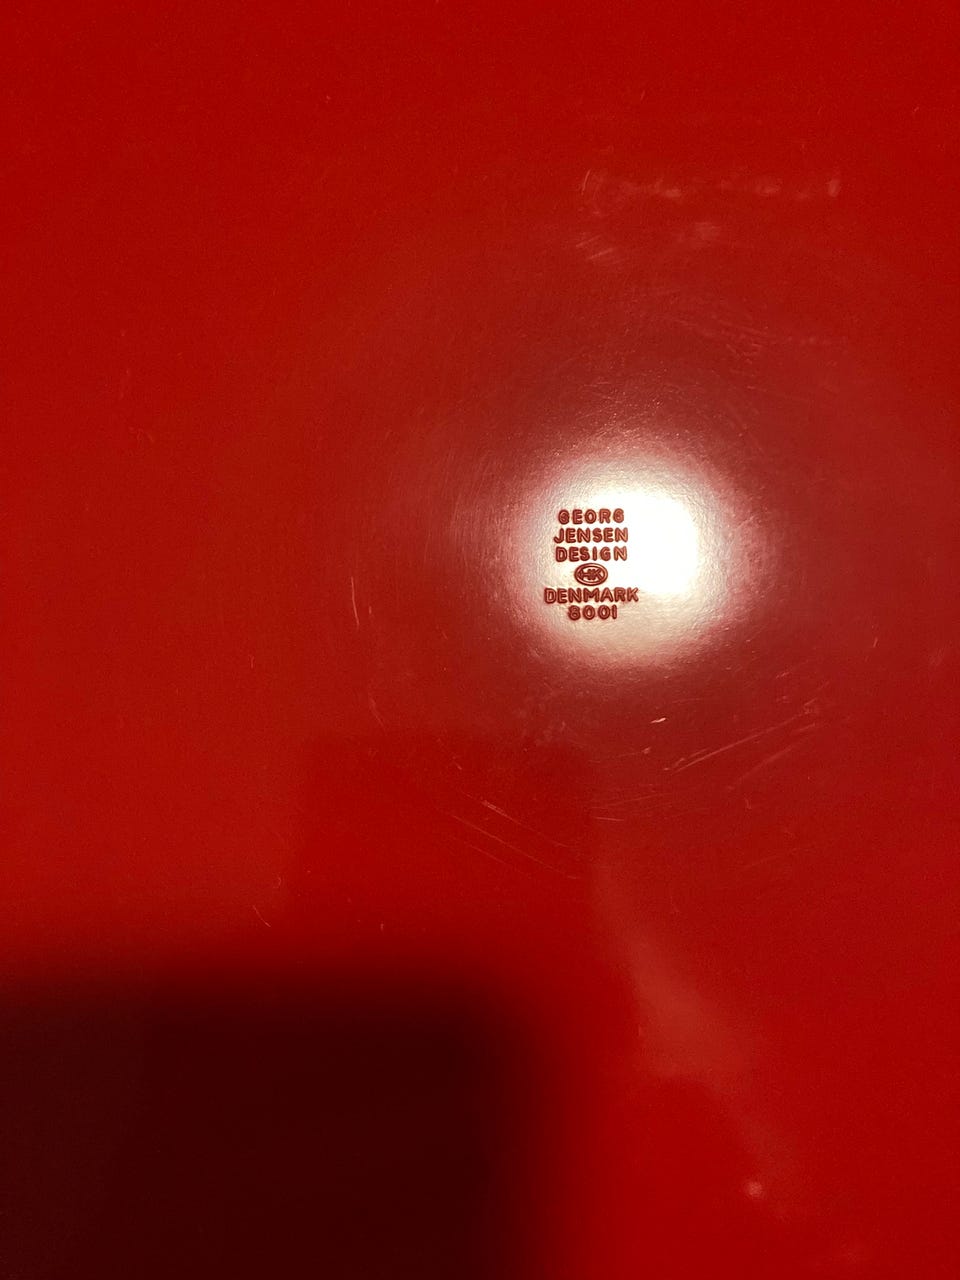 GEORG
JENSEN
DESIGN
HK
DENMARK
8001